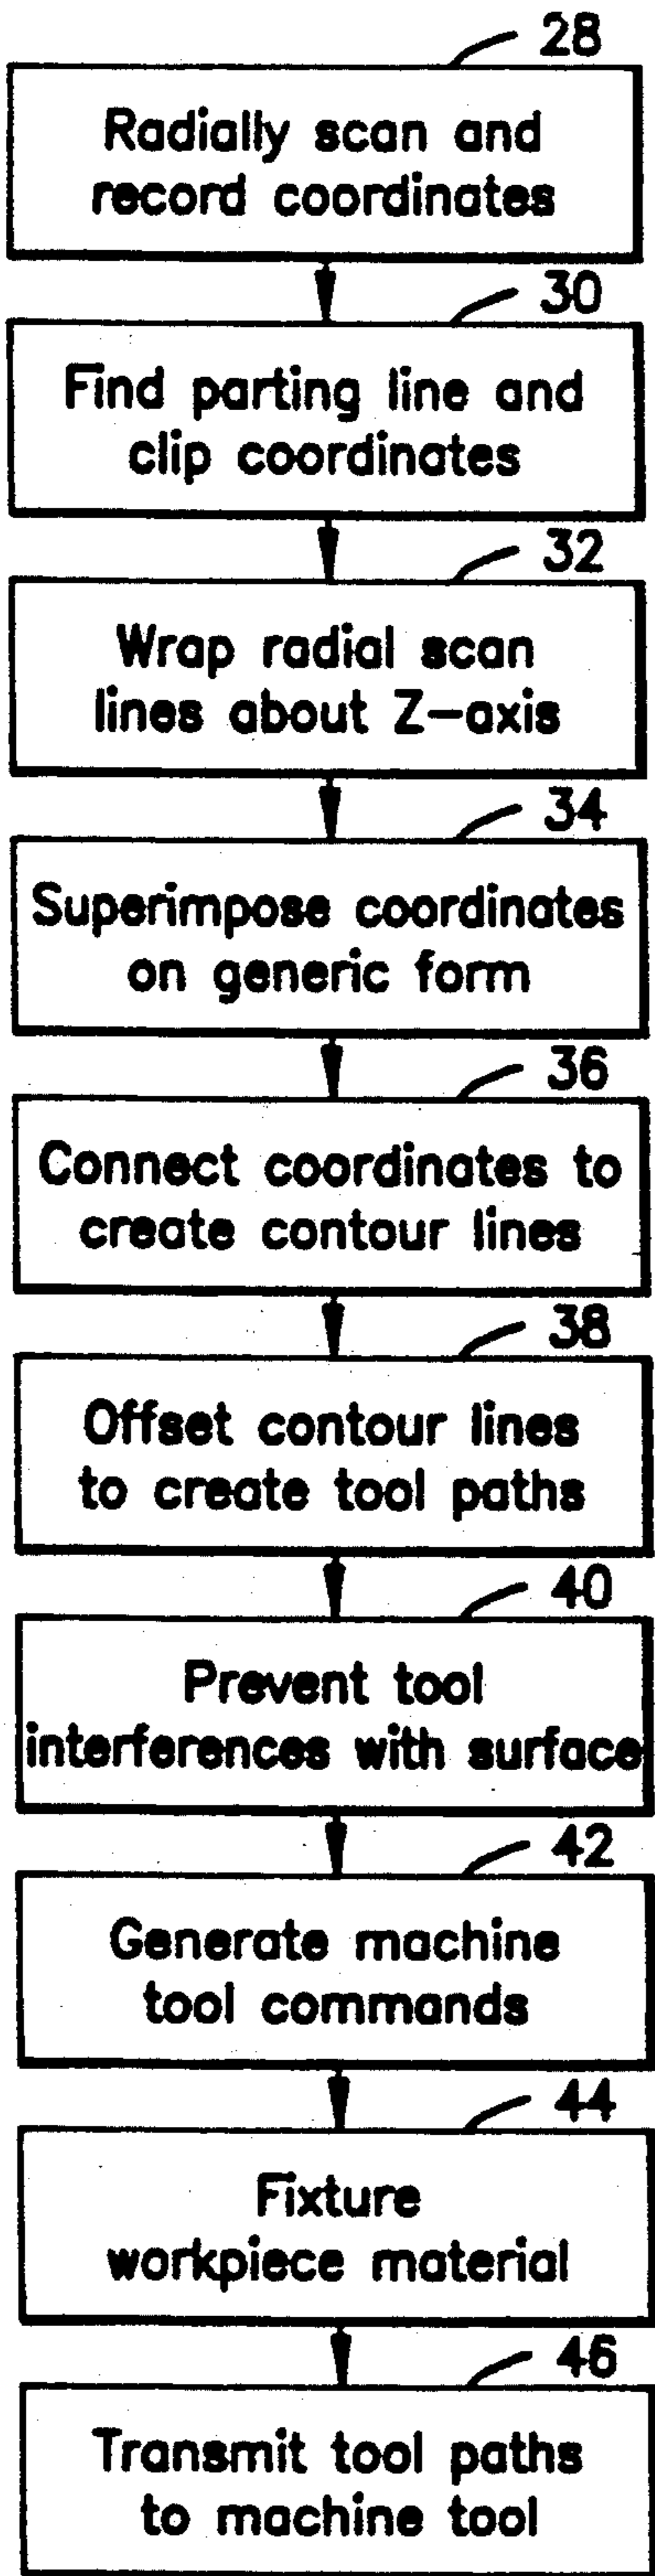 28
Radially scan and
record coordinates
30
Find parting line and
clip coordinates
32
Wrap radial scan
lines about Z-axis
34
Superimpose coordinates
on generic form
36
Connect coordinates to
create contour lines
38
Offset contour lines
to create tool paths
40
Prevent tool
interferences with surface
42
Generate machine
tool commands
44
Fixture
workpiece material
46
Transmit tool paths
to machine tool